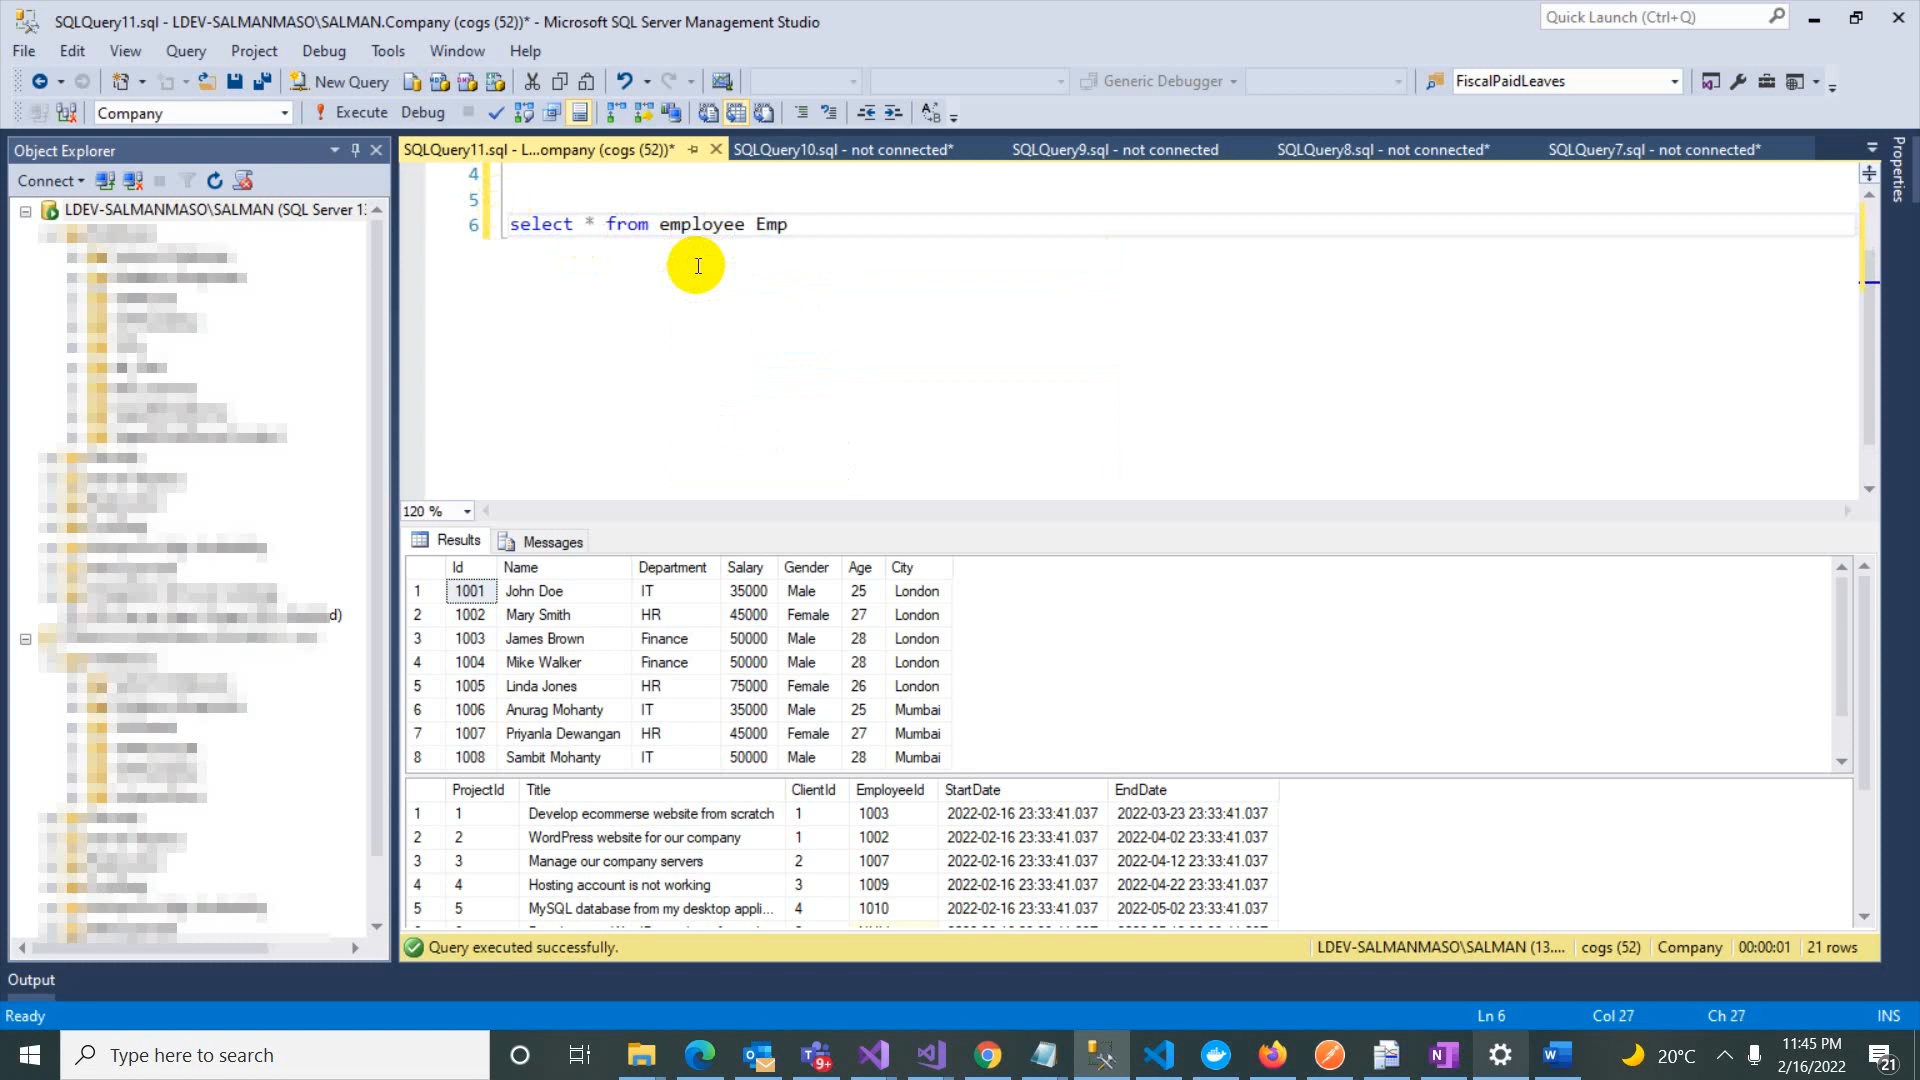 SQLQuery11.sql - LDEV-SALMANMASO\SALMAN.Company (cogs (52))* - Microsoft SQL Server Management Studio
Quick Launch (Ctrl+Q)
File Edit View Query Project Debug Tools Window Help
New Query
Generic Debugger
FiscalPaidLeaves
Company
Execute Debug
Object Explorer
SQLQuery11.sql - L...ompany (cogs (52))*
SQLQuery10.sql - not connected*
SQLQuery9.sql - not connected
SQLQuery8.sql - not connected*
SQLQuery7.sql - not connected*
Properties
Connect
LDEV-SALMANMASO\SALMAN (SQL Server 1
d)
4
5
6 select * from employee Emp
120 %
Results Messages
Id Name Department Salary Gender Age City
1 1001 John Doe IT 35000 Male 25 London
2 1002 Mary Smith HR 45000 Female 27 London
3 1003 James Brown Finance 50000 Male 28 London
4 1004 Mike Walker Finance 50000 Male 28 London
5 1005 Linda Jones HR 75000 Female 26 London
6 1006 Anurag Mohanty IT 35000 Male 25 Mumbai
7 1007 Priyanla Dewangan HR 45000 Female 27 Mumbai
8 1008 Sambit Mohanty IT 50000 Male 28 Mumbai
ProjectId Title ClientId EmployeeId StartDate EndDate
1 1 Develop ecommerse website from scratch 1 1003 2022-02-16 23:33:41.037 2022-03-23 23:33:41.037
2 2 WordPress website for our company 1 1002 2022-02-16 23:33:41.037 2022-04-02 23:33:41.037
3 3 Manage our company servers 2 1007 2022-02-16 23:33:41.037 2022-04-12 23:33:41.037
4 4 Hosting account is not working 3 1009 2022-02-16 23:33:41.037 2022-04-22 23:33:41.037
5 5 MySQL database from my desktop appli... 4 1010 2022-02-16 23:33:41.037 2022-05-02 23:33:41.037
Query executed successfully.
LDEV-SALMANMASO\SALMAN (13.... cogs (52) Company 00:00:01 21 rows
Output
Ready
Ln 6 Col 27 Ch 27 INS
Type here to search
9+
20°C
11:45 PM
2/16/2022
21